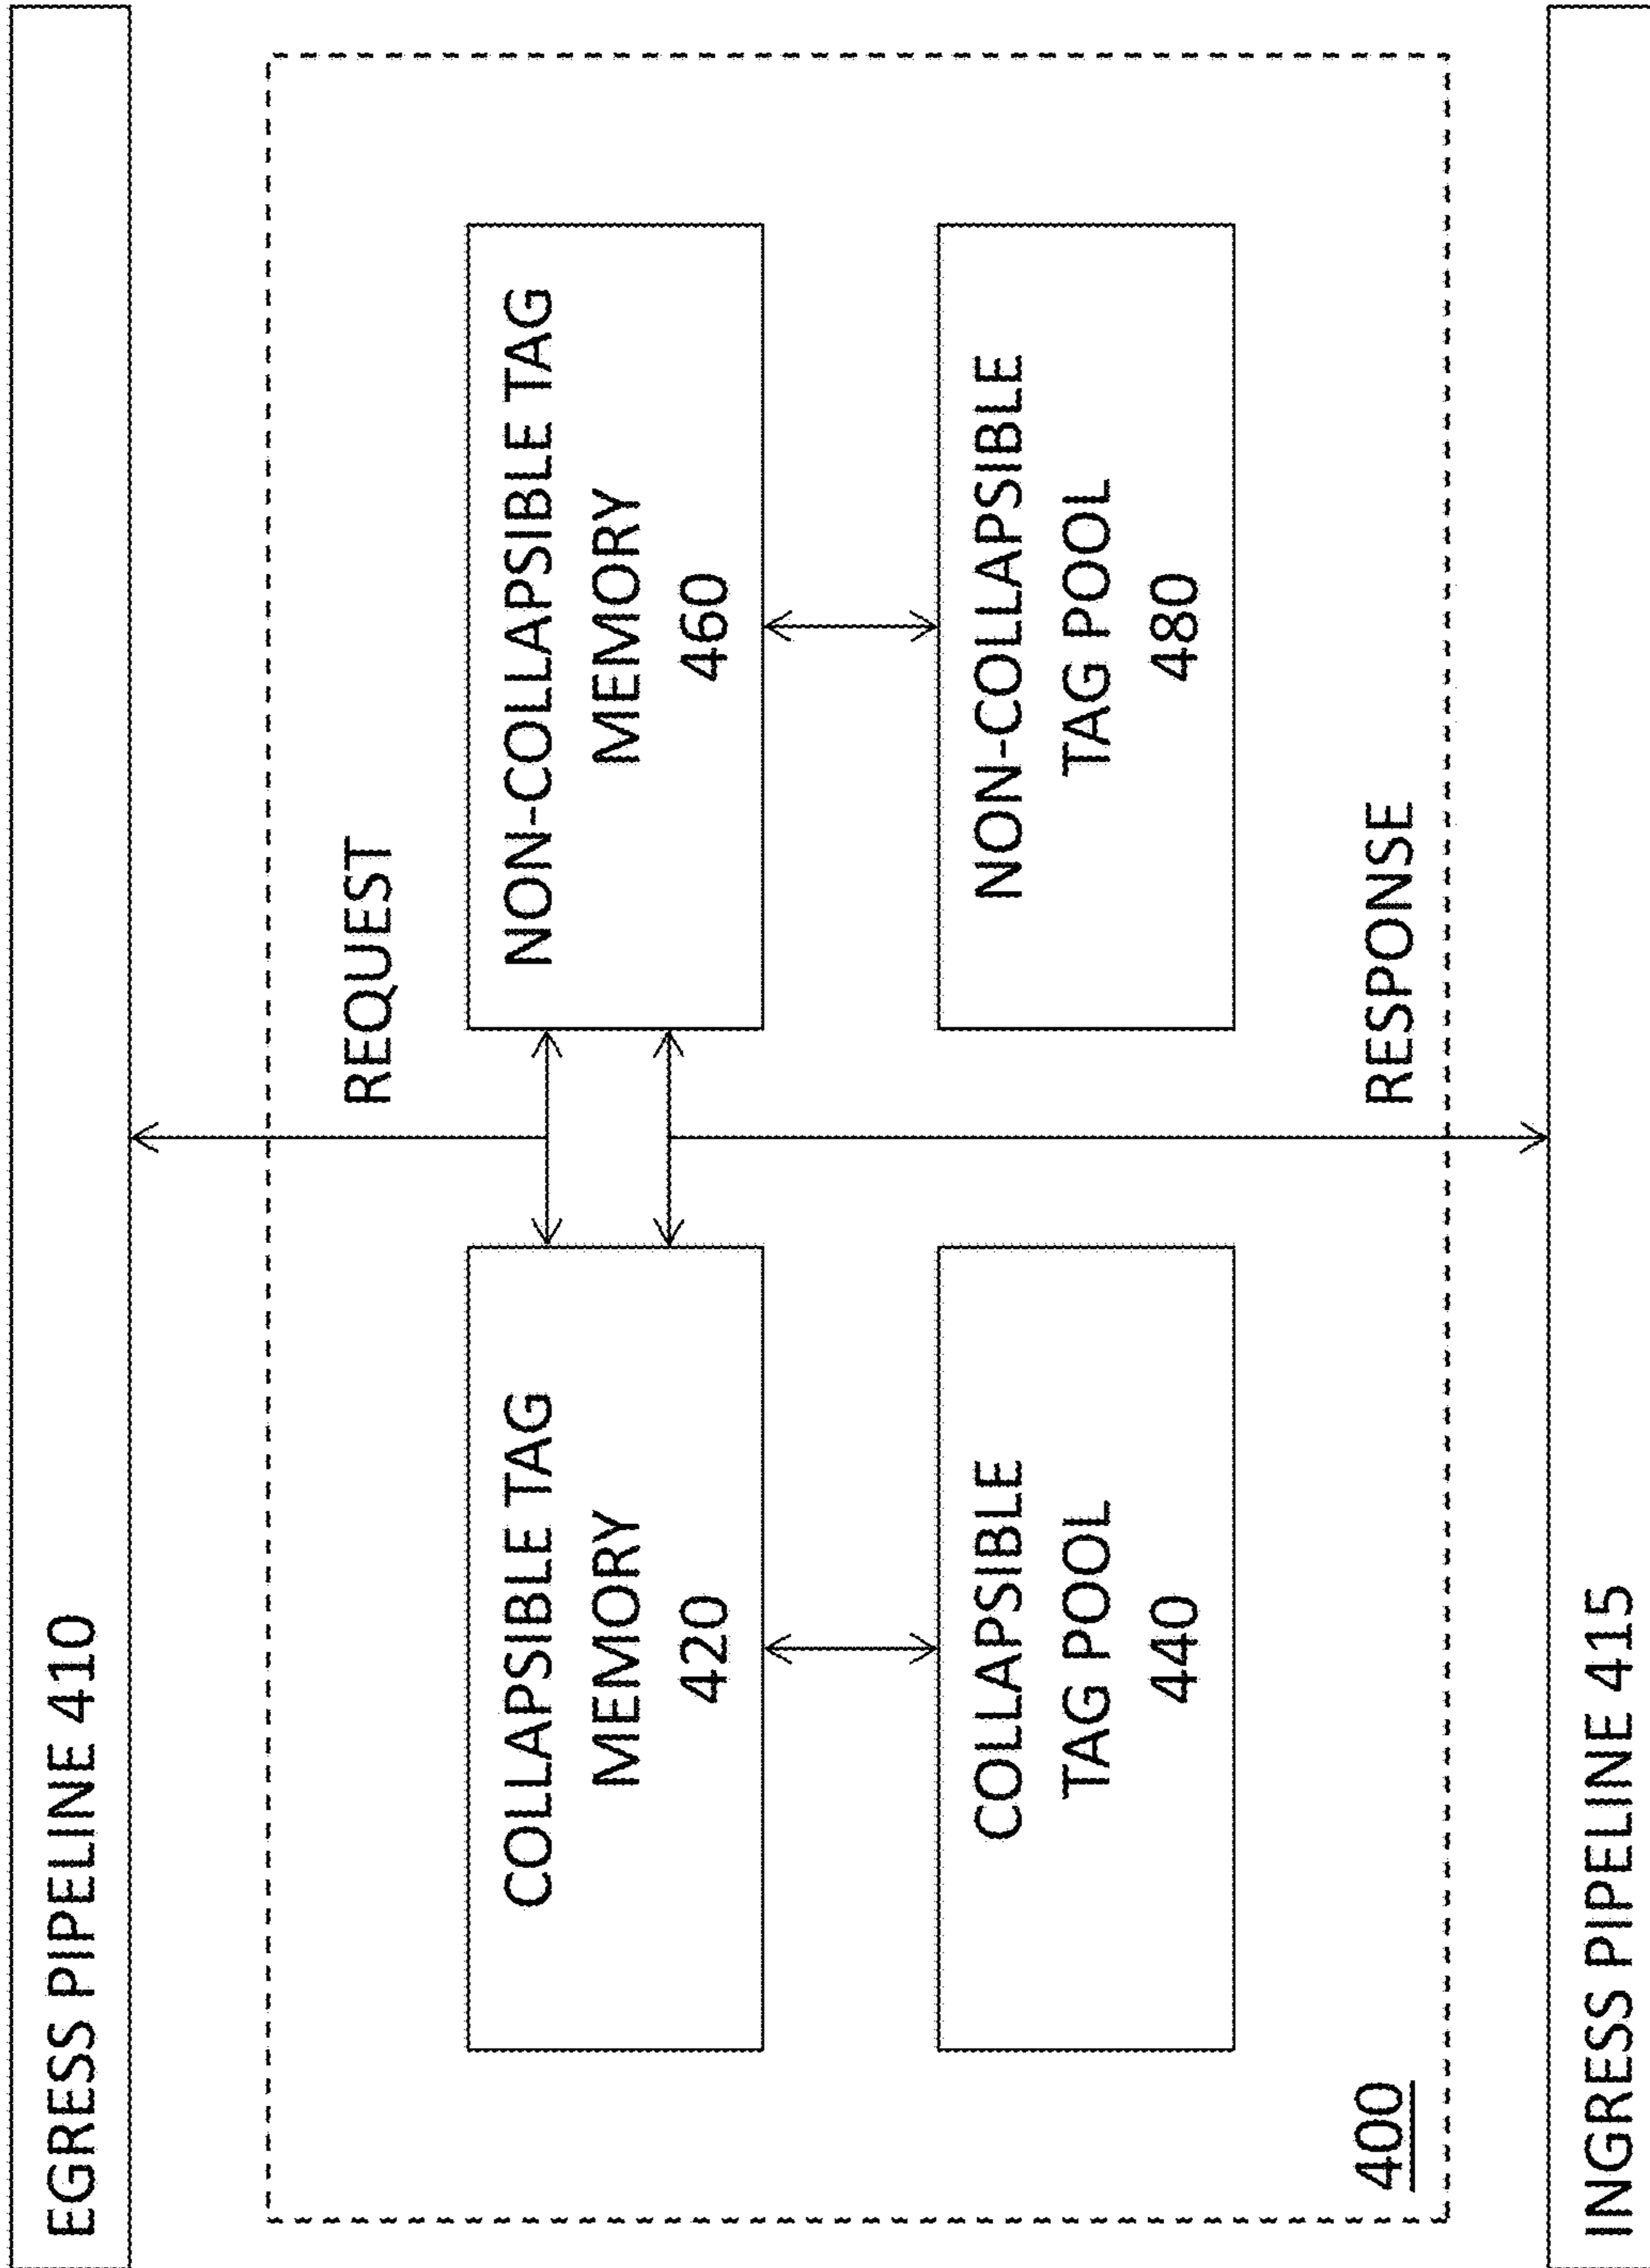 EGRESS PIPELINE 410
REQUEST
COLLAPSIBLE TAG
MEMORY
420
NON-COLLAPSIBLE TAG
MEMORY
460
COLLAPSIBLE
TAG POOL
440
NON-COLLAPSIBLE
TAG POOL
480
400
RESPONSE
INGRESS PIPELINE 415